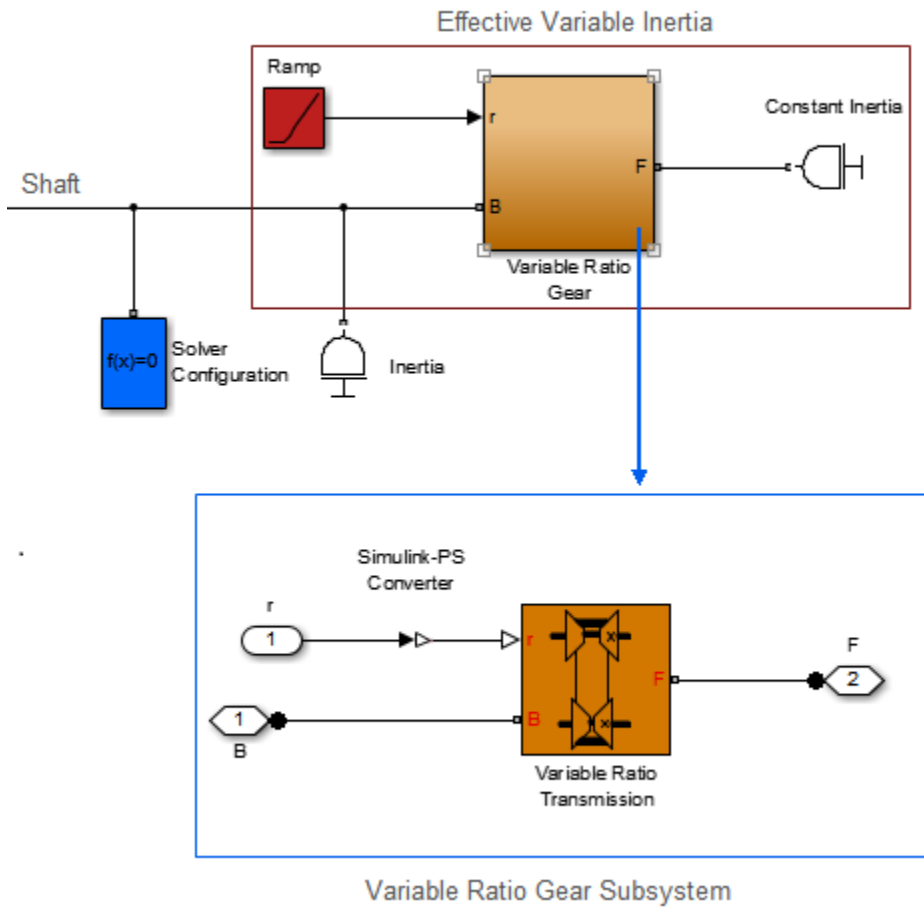 Effective Variable Inertia
Ramp
r
Constant Inertia
F
Shaft
B
Variable Ratio
Gear
f(x)=0
Solver
Configuration
Inertia
Simulink-PS
Converter
r
1
r
F
F
2
1
B
B
x
x
Variable Ratio
Transmission
Variable Ratio Gear Subsystem